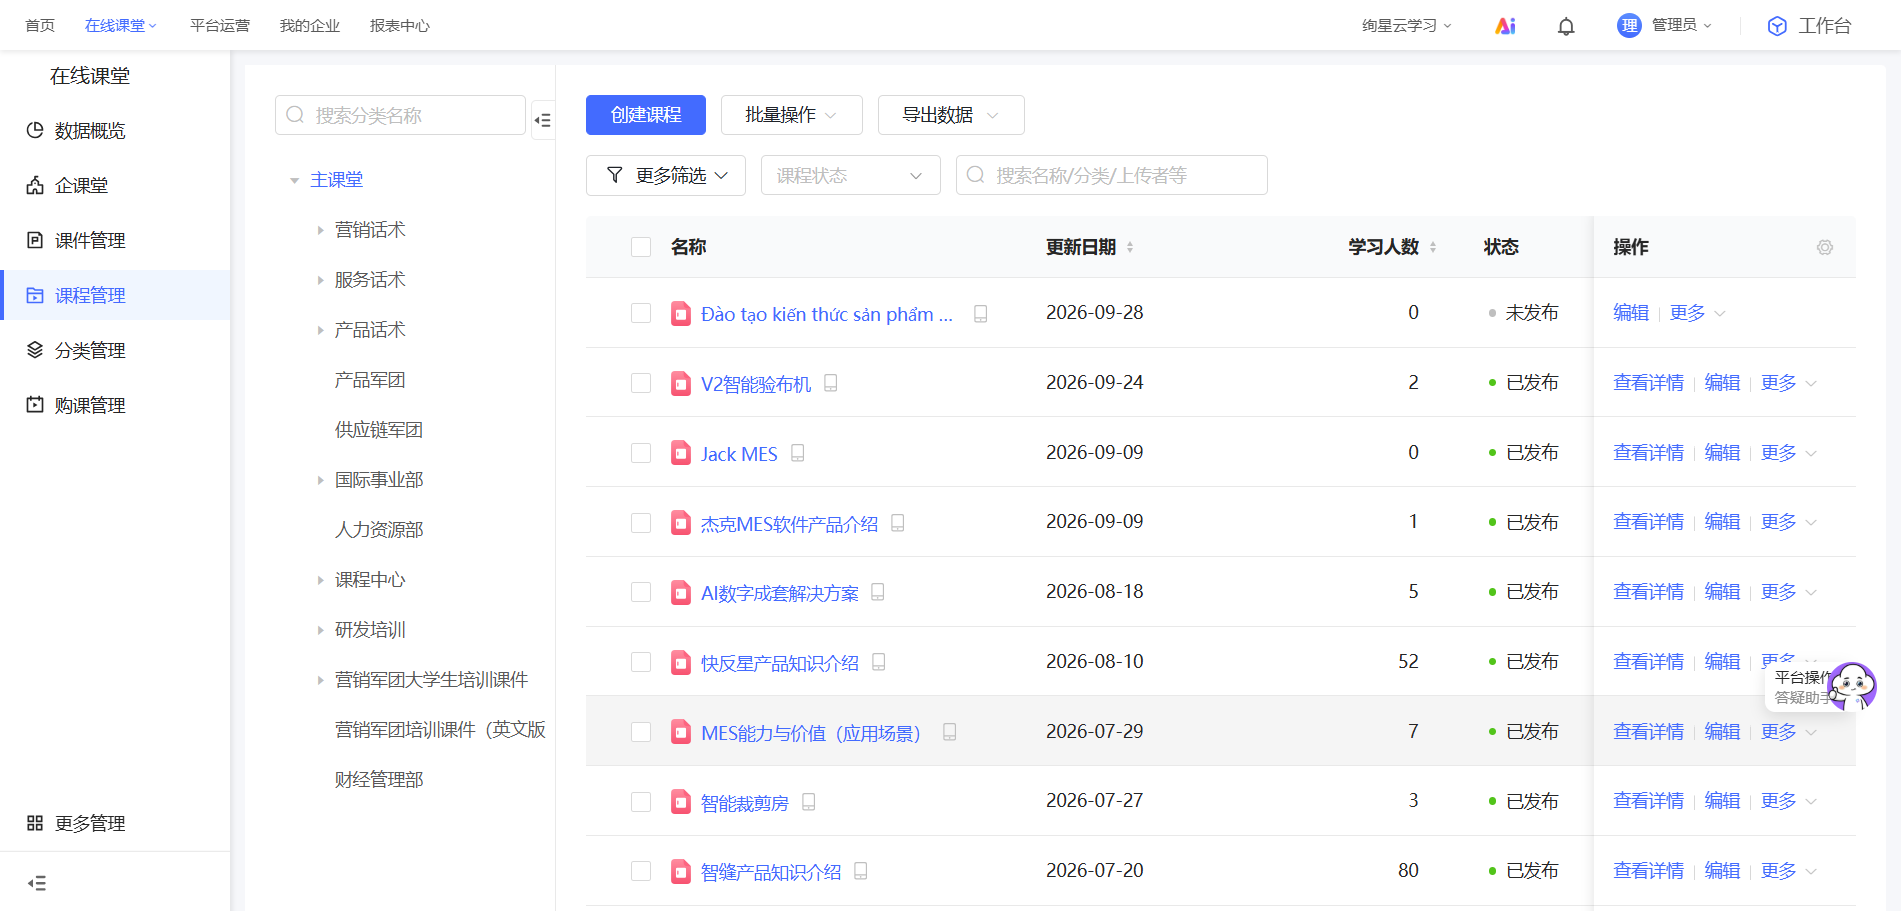 首页 在线课堂 平台运营 我的企业 报表中心 绚星云学习 Ai 理 管理员 工作台
在线课堂
数据概览
企课堂
课件管理
课程管理
分类管理
购课管理
更多管理
搜索分类名称
主课堂
营销话术
服务话术
产品话术
产品军团
供应链军团
国际事业部
人力资源部
课程中心
研发培训
营销军团大学生培训课件
营销军团培训课件（英文版
财经管理部
创建课程 批量操作 导出数据
更多筛选 课程状态 搜索名称/分类/上传者等
名称 更新日期 学习人数 状态 操作
Đào tạo kiến thức sản phẩm ... 2026-09-28 0 未发布 编辑 更多
V2智能验布机 2026-09-24 2 已发布 查看详情 编辑 更多
Jack MES 2026-09-09 0 已发布 查看详情 编辑 更多
杰克MES软件产品介绍 2026-09-09 1 已发布 查看详情 编辑 更多
AI数字成套解决方案 2026-08-18 5 已发布 查看详情 编辑 更多
快反星产品知识介绍 2026-08-10 52 已发布 查看详情 编辑 更多
平台操作
答疑助手
MES能力与价值（应用场景） 2026-07-29 7 已发布 查看详情 编辑 更多
智能裁剪房 2026-07-27 3 已发布 查看详情 编辑 更多
智缝产品知识介绍 2026-07-20 80 已发布 查看详情 编辑 更多